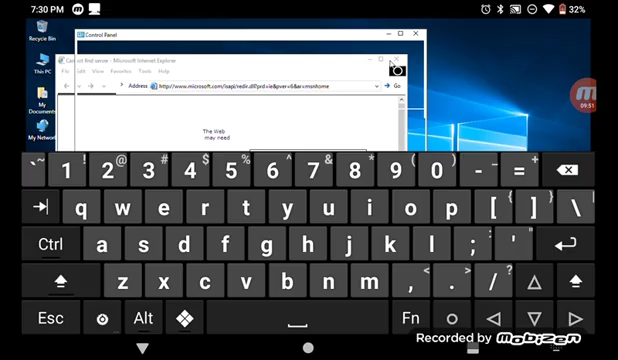 7:30 PM
32%
Recycle Bin
This PC
My Documents
My Network
Control Panel
Cannot find server - Microsoft Internet Explorer
File Edit View Favorites Tools Help
Address http://www.microsoft.com/isapi/redir.dll?prd=ie&pver=6&ar=msnhome Go
The Web
may need
09:51
` ~ 1 ! 2 @ 3 # 4 $ 5 % 6 ^ 7 & 8 * 9 ( 0 ) - _ = +
q w e r t y u i o p [ { ] } \
Ctrl a s d f g h j k l ; : '
z x c v b n m , < . > / ?
Esc Alt Fn
Recorded by mobizen